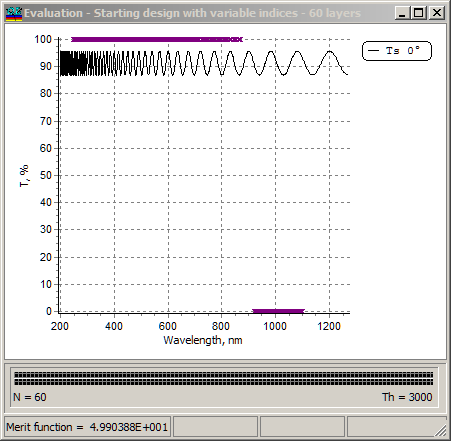 Evaluation - Starting design with variable indices - 60 layers
Ts 0°
100
90
80
70
60
50
40
30
20
10
0
T, %
200 400 600 800 1000 1200
Wavelength, nm
N = 60 Th = 3000
Merit function = 4.990388E+001